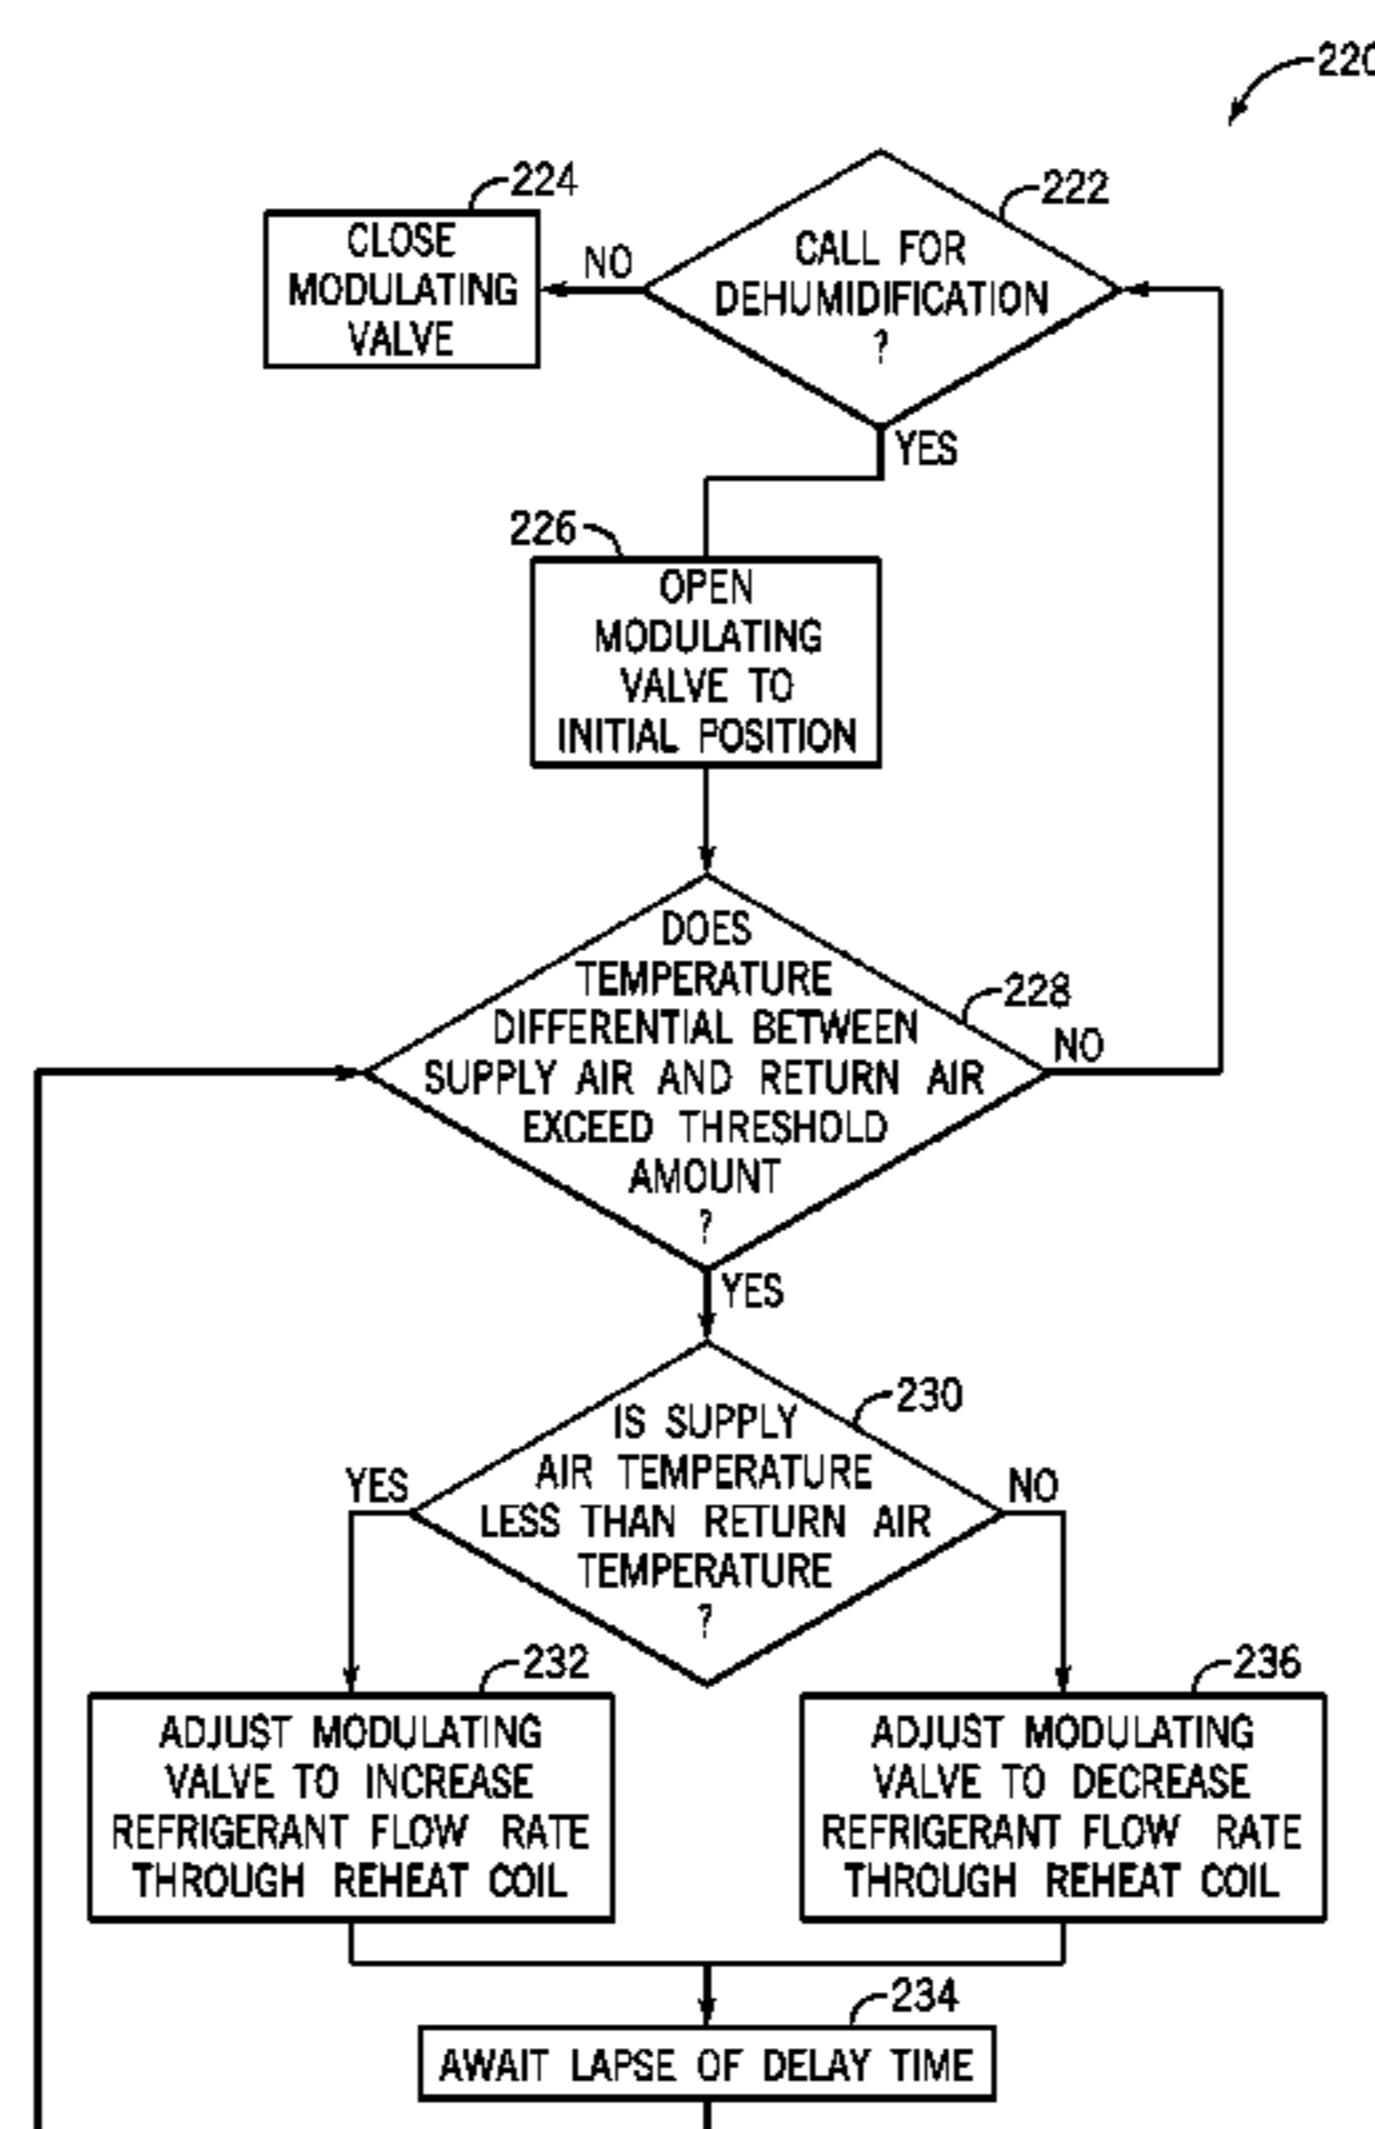 220
224
222
CLOSE
MODULATING
VALVE
NO
CALL FOR
DEHUMIDIFICATION
?
YES
226
OPEN
MODULATING
VALVE TO
INITIAL POSITION
DOES
TEMPERATURE
DIFFERENTIAL BETWEEN
SUPPLY AIR AND RETURN AIR
EXCEED THRESHOLD
AMOUNT
?
228
NO
YES
230
IS SUPPLY
AIR TEMPERATURE
LESS THAN RETURN AIR
TEMPERATURE
?
YES
NO
232
236
ADJUST MODULATING
VALVE TO INCREASE
REFRIGERANT FLOW RATE
THROUGH REHEAT COIL
ADJUST MODULATING
VALVE TO DECREASE
REFRIGERANT FLOW RATE
THROUGH REHEAT COIL
234
AWAIT LAPSE OF DELAY TIME